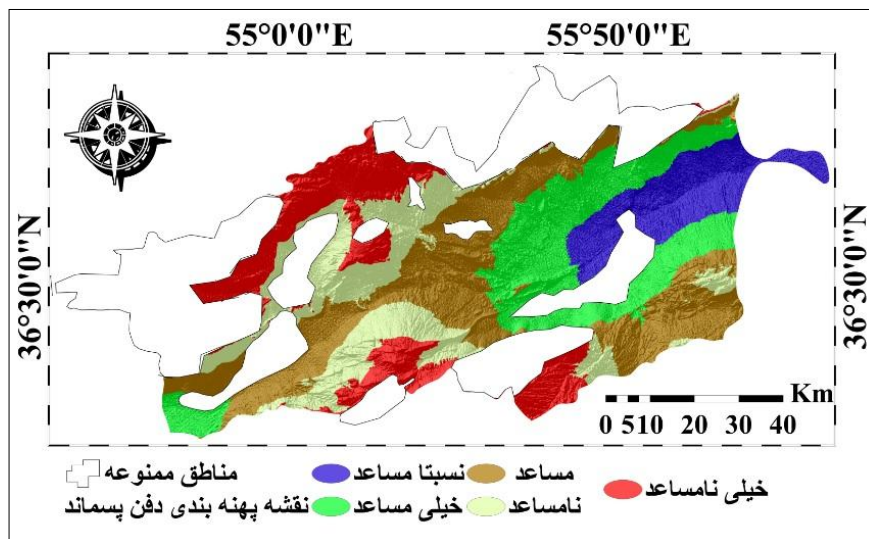 55°0'0"E 55°50'0"E
36°30'0"N 36°30'0"N
Km
0 5 10 20 30 40
مناطق ممنوعه نسبتا مساعد مساعد
خیلی نامساعد
نقشه پهنه بندی دفن پسماند خیلی مساعد نامساعد